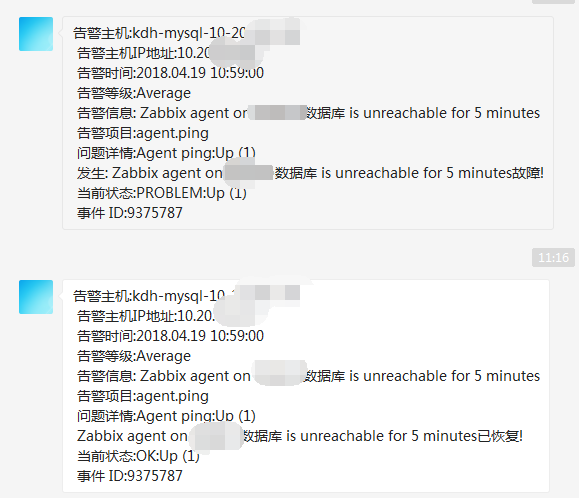 告警主机:kdh-mysql-10-20
告警主机IP地址:10.20
告警时间:2018.04.19 10:59:00
告警等级:Average
告警信息: Zabbix agent on 数据库 is unreachable for 5 minutes
告警项目:agent.ping
问题详情:Agent ping:Up (1)
发生: Zabbix agent on 数据库 is unreachable for 5 minutes故障!
当前状态:PROBLEM:Up (1)
事件 ID:9375787
11:16
告警主机:kdh-mysql-10-
告警主机IP地址:10.20.
告警时间:2018.04.19 10:59:00
告警等级:Average
告警信息: Zabbix agent on 数据库 is unreachable for 5 minutes
告警项目:agent.ping
问题详情:Agent ping:Up (1)
Zabbix agent on 数据库 is unreachable for 5 minutes已恢复!
当前状态:OK:Up (1)
事件 ID:9375787